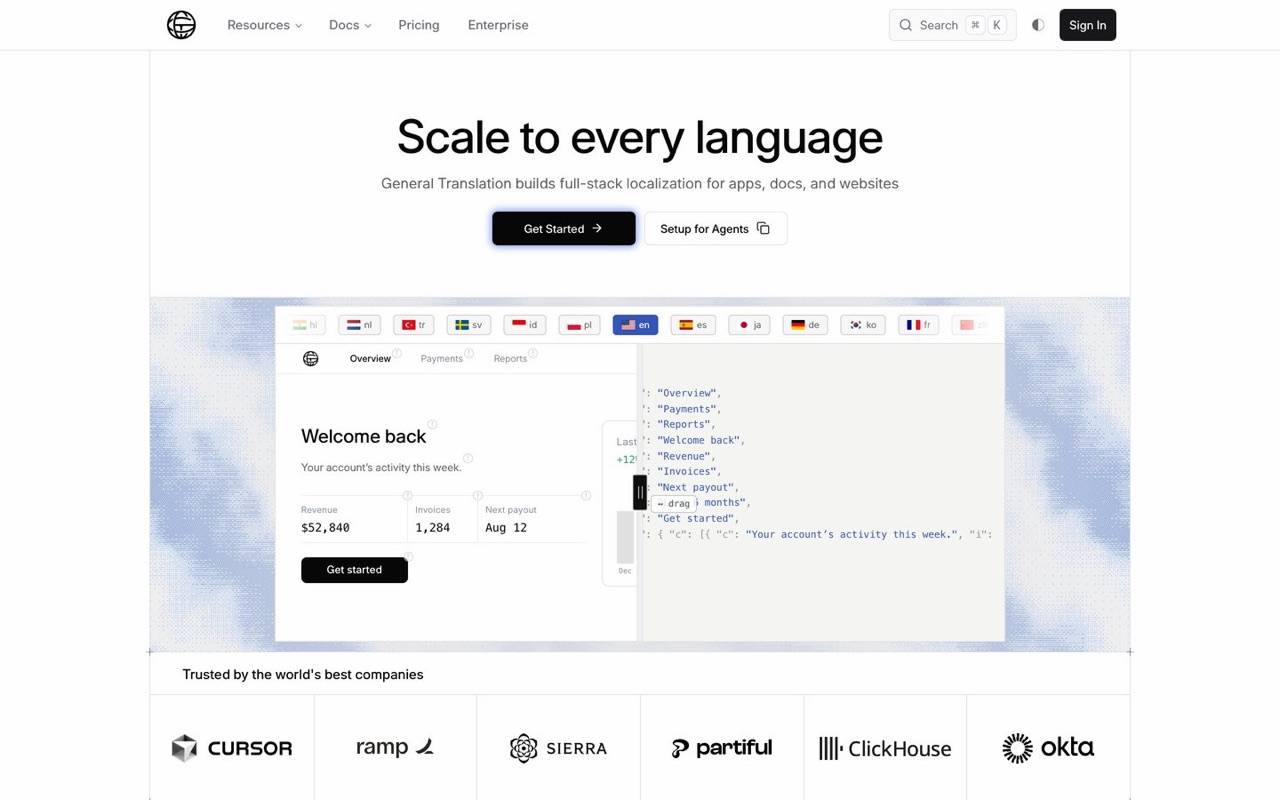 Resources
Docs
Pricing
Enterprise
Search ⌘ K
Sign In
Scale to every language
General Translation builds full-stack localization for apps, docs, and websites
Get Started →
Setup for Agents
hi
nl
tr
sv
id
pl
en
es
ja
de
ko
fr
zh
Overview
Payments
Reports
Welcome back
Your account's activity this week.
Revenue
$52,840
Invoices
1,284
Next payout
Aug 12
Get started
Last
+12
Dec
": "Overview",
": "Payments",
": "Reports",
": "Welcome back",
": "Revenue",
": "Invoices",
": "Next payout",
months",
↔ drag
": "Get started",
": { "c": [{ "c": "Your account's activity this week.", "i":
Trusted by the world's best companies
CURSOR
ramp
SIERRA
partiful
ClickHouse
okta